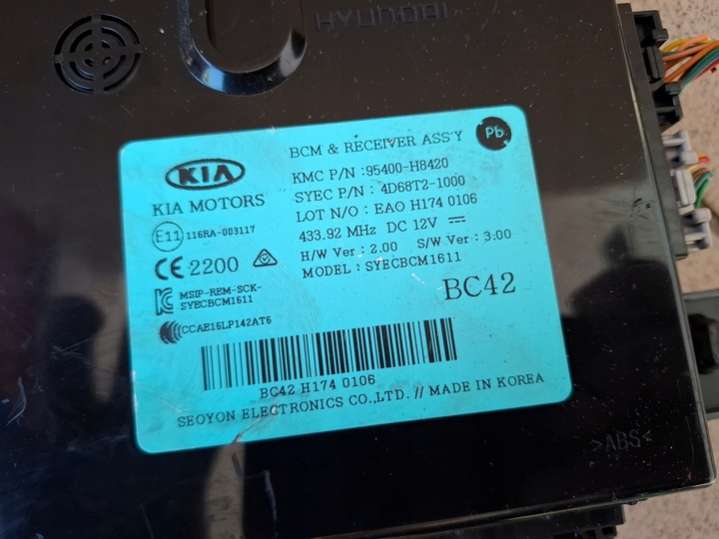 HYUNDAI
BCM & RECEIVER ASS'Y
Pb
KIA
KMC P/N : 95400-H8420
KIA MOTORS
SYEC P/N : 4D68T2-1000
LOT N/O : EAO H174 0106
E11 116RA-003117
433.92 MHz DC 12V
H/W Ver : 2.00 S/W Ver : 3.00
CE 2200
MODEL : SYECBCM1611
MSIP-REM-SCK-
SYECBCM1611
BC42
CCAE16LP142AT6
BC42 H174 0106
SEOYON ELECTRONICS CO.,LTD. // MADE IN KOREA
>ABS<